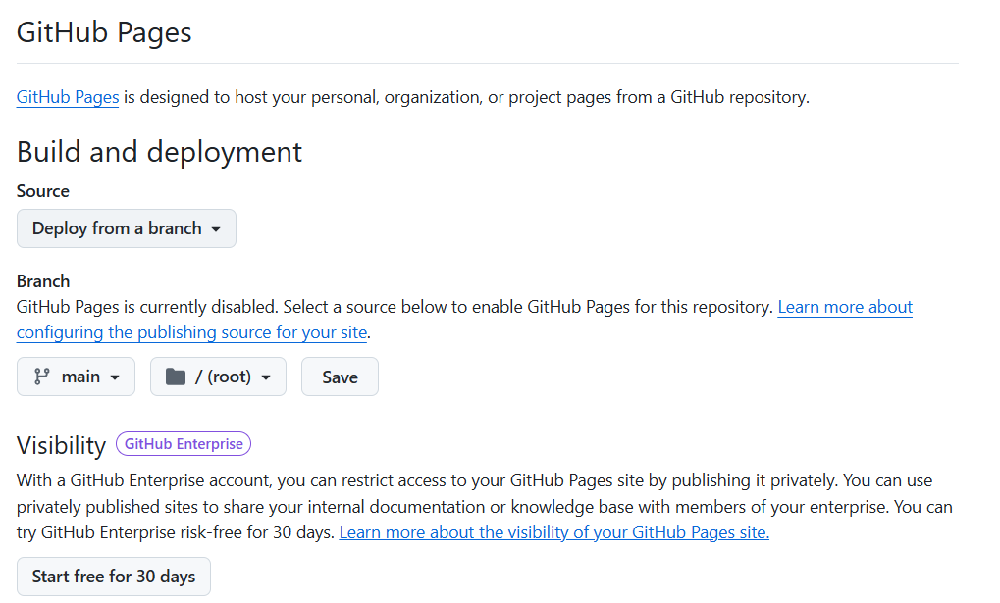 GitHub Pages
GitHub Pages is designed to host your personal, organization, or project pages from a GitHub repository.
Build and deployment
Source
Deploy from a branch
Branch
GitHub Pages is currently disabled. Select a source below to enable GitHub Pages for this repository. Learn more about
configuring the publishing source for your site.
main / (root) Save
Visibility GitHub Enterprise
With a GitHub Enterprise account, you can restrict access to your GitHub Pages site by publishing it privately. You can use
privately published sites to share your internal documentation or knowledge base with members of your enterprise. You can
try GitHub Enterprise risk-free for 30 days. Learn more about the visibility of your GitHub Pages site.
Start free for 30 days